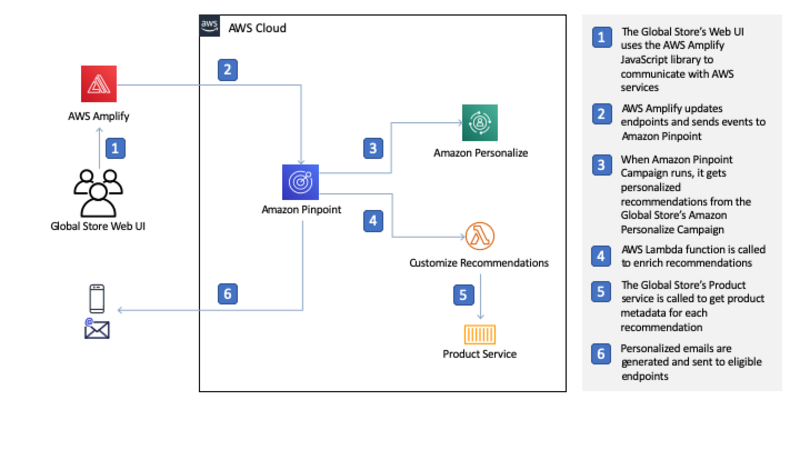 aws
AWS Cloud
2
AWS Amplify
1
Global Store Web UI
3
Amazon Personalize
Amazon Pinpoint
4
Customize Recommendations
6
5
@
Product Service
1
The Global Store's Web UI
uses the AWS Amplify
JavaScript library to
communicate with AWS
services
2
AWS Amplify updates
endpoints and sends events to
Amazon Pinpoint
3
When Amazon Pinpoint
Campaign runs, it gets
personalized
recommendations from the
Global Store's Amazon
Personalize Campaign
4
AWS Lambda function is called
to enrich recommendations
5
The Global Store's Product
service is called to get product
metadata for each
recommendation
6
Personalized emails are
generated and sent to eligible
endpoints